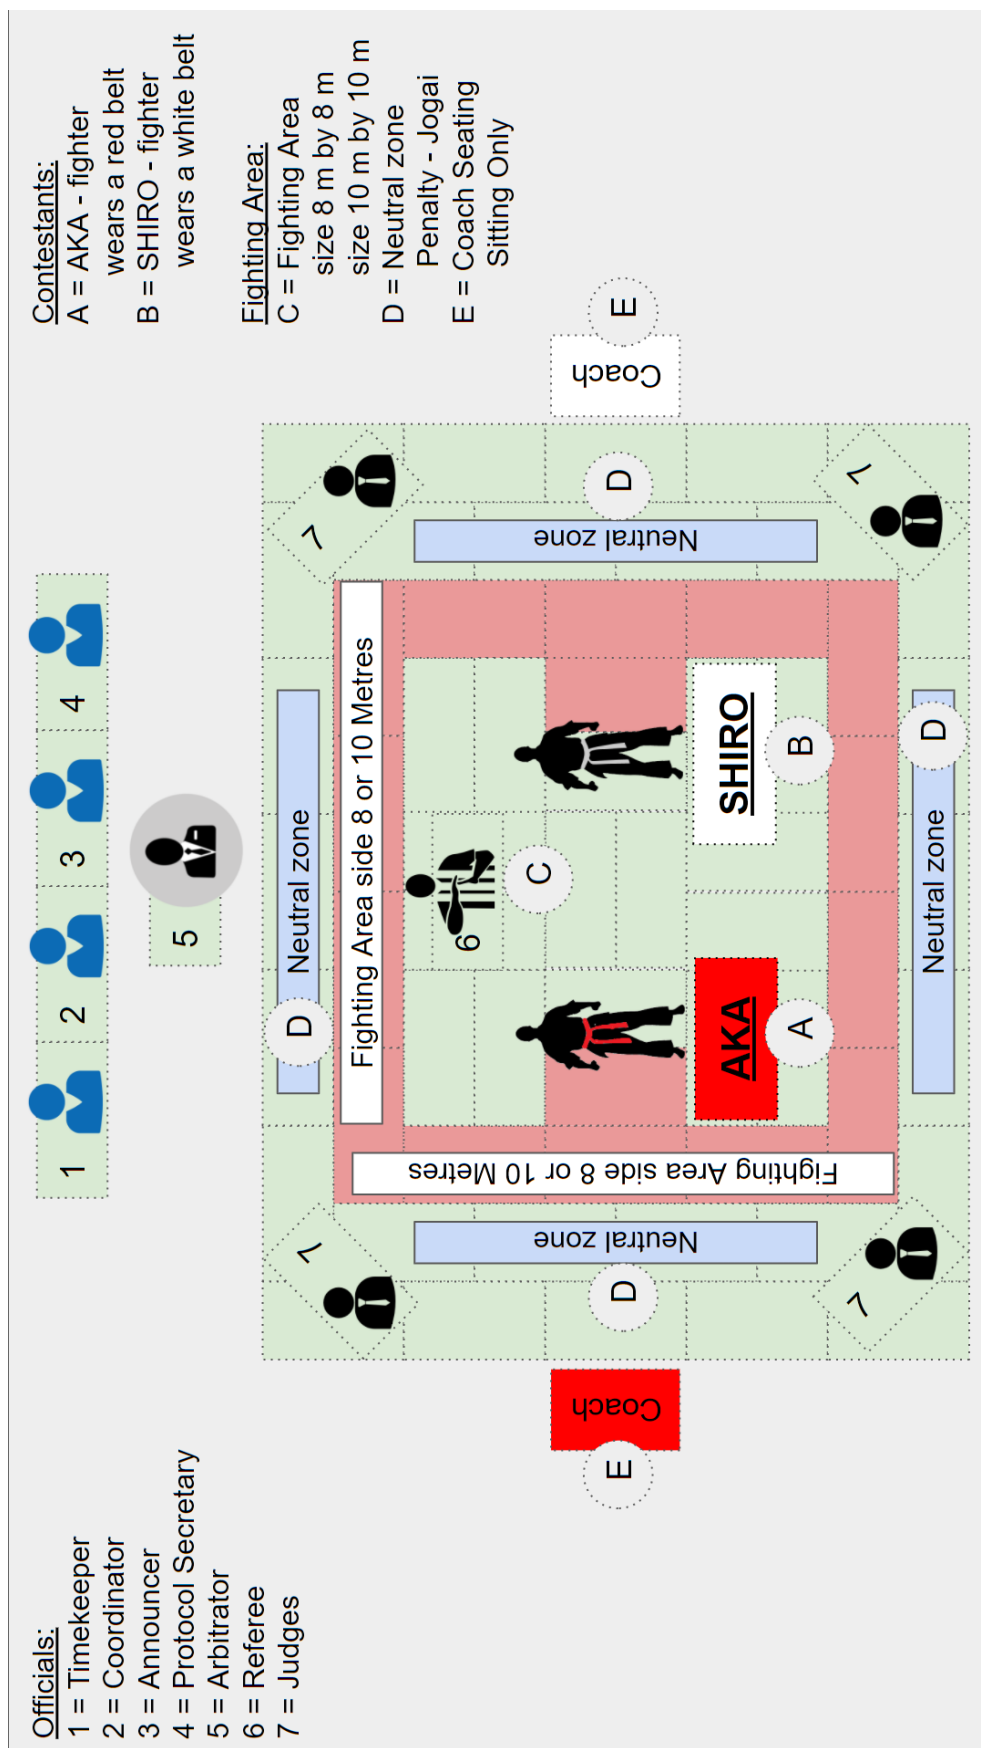 Officials:
1 = Timekeeper
2 = Coordinator
3 = Announcer
4 = Protocol Secretary
5 = Arbitrator
6 = Referee
7 = Judges
Contestants:
A = AKA - fighter
wears a red belt
B = SHIRO - fighter
wears a white belt
Fighting Area:
C = Fighting Area
size 8 m by 8 m
size 10 m by 10 m
D = Neutral zone
Penalty - Jogai
E = Coach Seating
Sitting Only
1
2
3
4
5
7
7
D
Neutral zone
Fighting Area side 8 or 10 Metres
6
C
E
Coach
D
Neutral zone
Fighting Area side 8 or 10 Metres
Neutral zone
D
Coach
E
AKA
SHIRO
A
B
Neutral zone
D
7
7